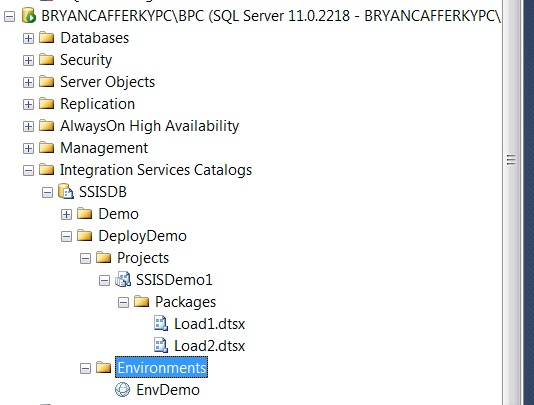 BRYANCAFFERKYPC\BPC (SQL Server 11.0.2218 - BRYANCAFFERKYPC\
Databases
Security
Server Objects
Replication
AlwaysOn High Availability
Management
Integration Services Catalogs
SSISDB
Demo
DeployDemo
Projects
SSISDemo1
Packages
Load1.dtsx
Load2.dtsx
Environments
EnvDemo